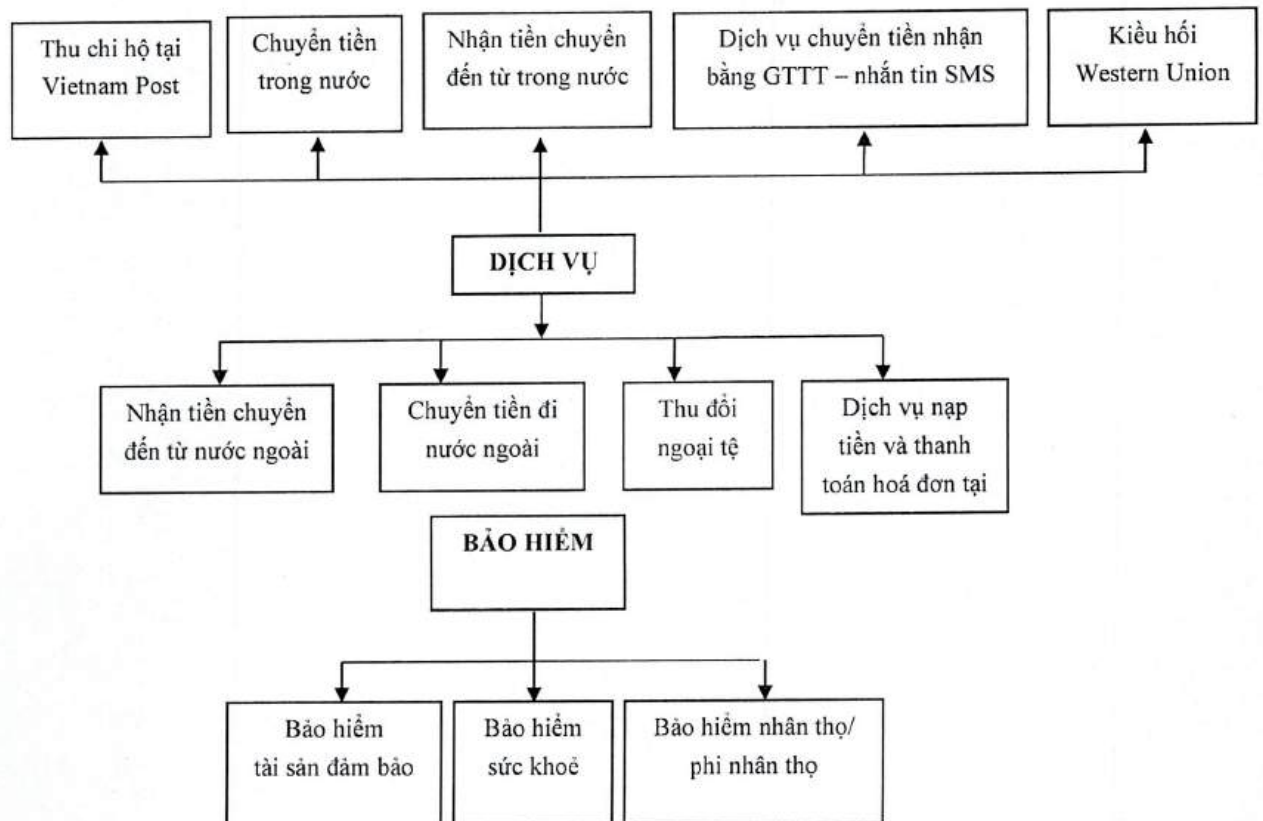 Thu chi hộ tại
Vietnam Post
Chuyển tiền
trong nước
Nhận tiền chuyển
đến từ trong nước
Dịch vụ chuyển tiền nhận
bằng GTTT – nhắn tin SMS
Kiều hối
Western Union
DỊCH VỤ
Nhận tiền chuyển
đến từ nước ngoài
Chuyển tiền đi
nước ngoài
Thu đổi
ngoại tệ
Dịch vụ nạp
tiền và thanh
toán hoá đơn tại
BẢO HIỂM
Bảo hiểm
tài sản đảm bảo
Bảo hiểm
sức khoẻ
Bảo hiểm nhân thọ/
phi nhân thọ